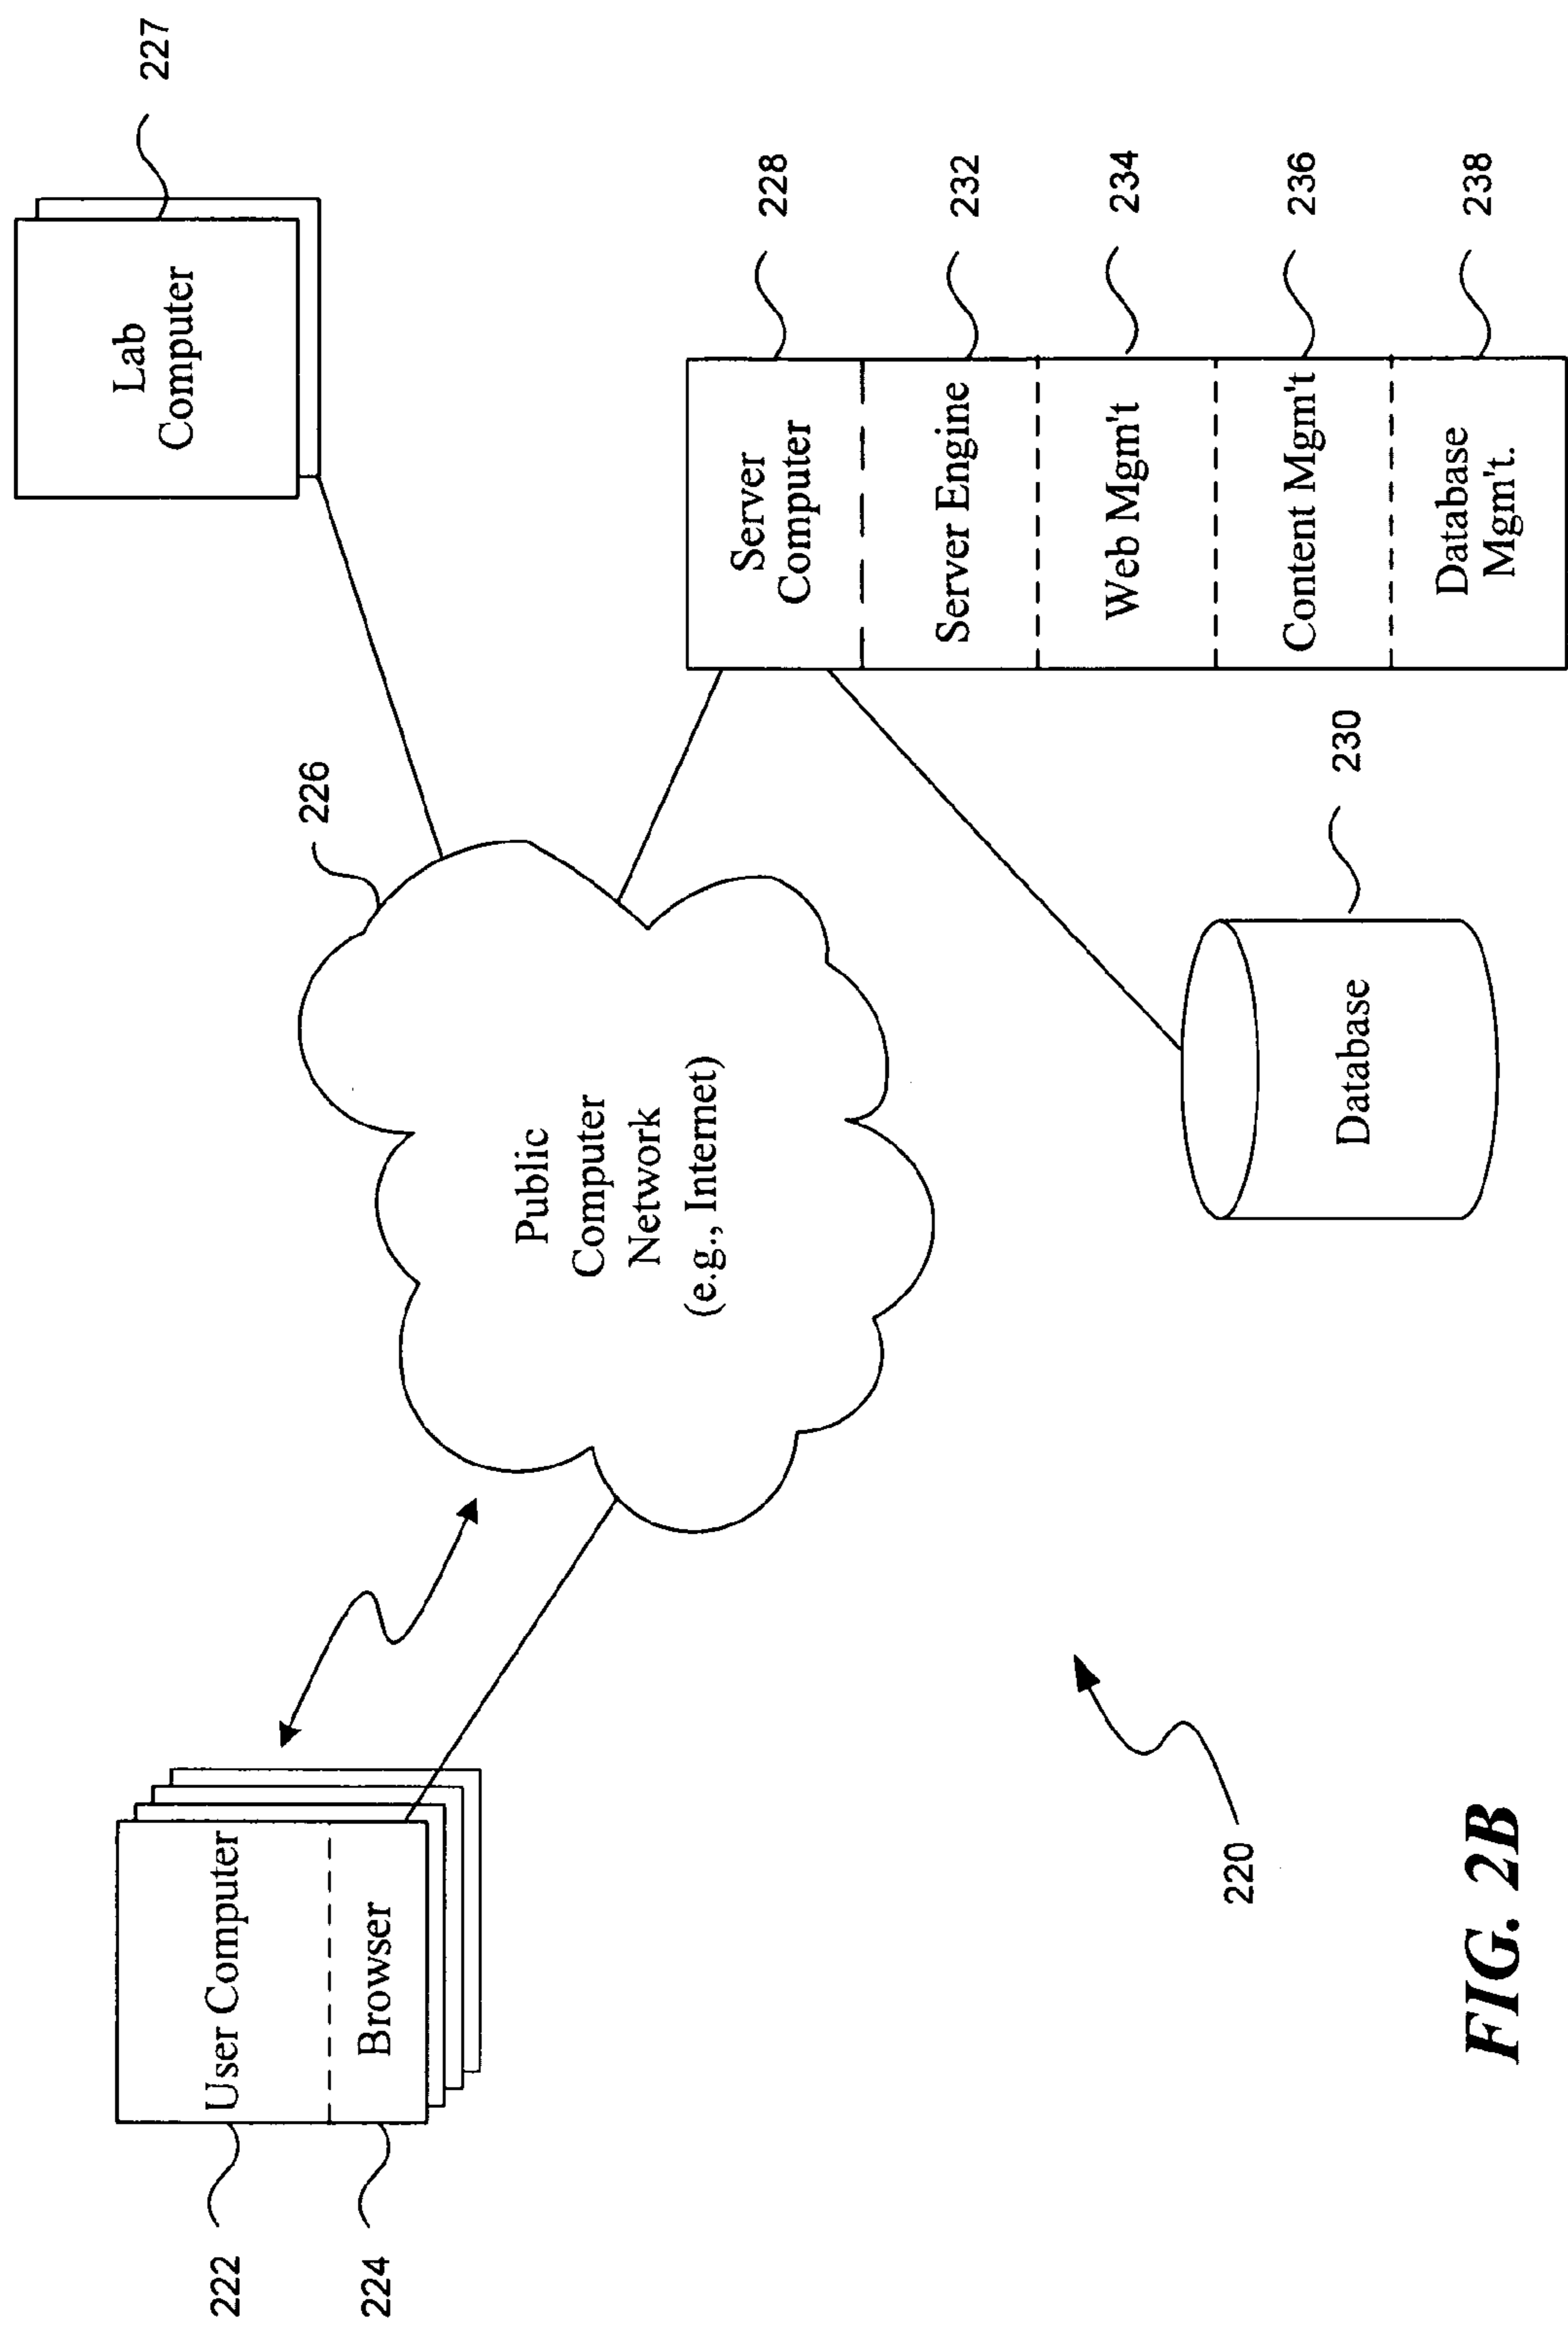 Lab
Computer
227
User Computer
222
Browser
224
226
Public
Computer
Network
(e.g., Internet)
Server
Computer
228
Server Engine
232
Web Mgm't
234
Content Mgm't
236
Database
Mgm't.
238
Database
230
220
FIG. 2B